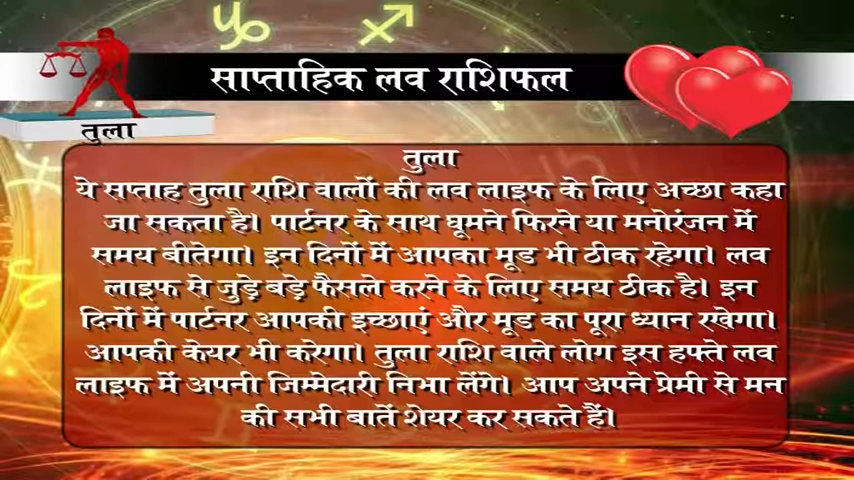 साप्ताहिक लव राशिफल
तुला
तुला
ये सप्ताह तुला राशि वालों की लव लाइफ के लिए अच्छा कहा
जा सकता है। पार्टनर के साथ घूमने फिरने या मनोरंजन में
समय बीतेगा। इन दिनों में आपका मूड भी ठीक रहेगा। लव
लाइफ से जुड़े बड़े फैसले करने के लिए समय ठीक है। इन
दिनों में पार्टनर आपकी इच्छाएं और मूड का पूरा ध्यान रखेगा।
आपकी केयर भी करेगा। तुला राशि वाले लोग इस हफ्ते लव
लाइफ में अपनी जिम्मेदारी निभा लेंगे। आप अपने प्रेमी से मन
की सभी बातें शेयर कर सकते हैं।